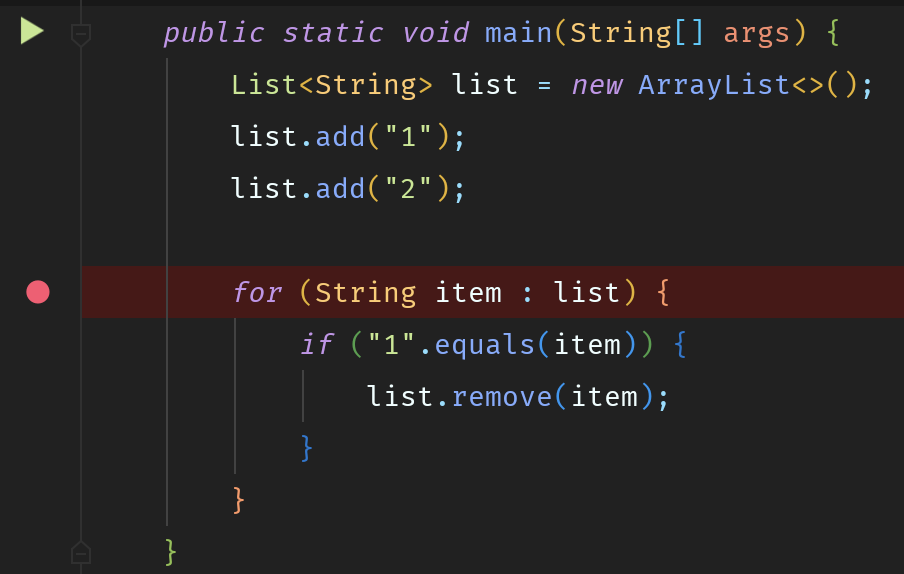 public static void main(String[] args) {
List<String> list = new ArrayList<>();
list.add("1");
list.add("2");
for (String item : list) {
if ("1".equals(item)) {
list.remove(item);
}
}
}